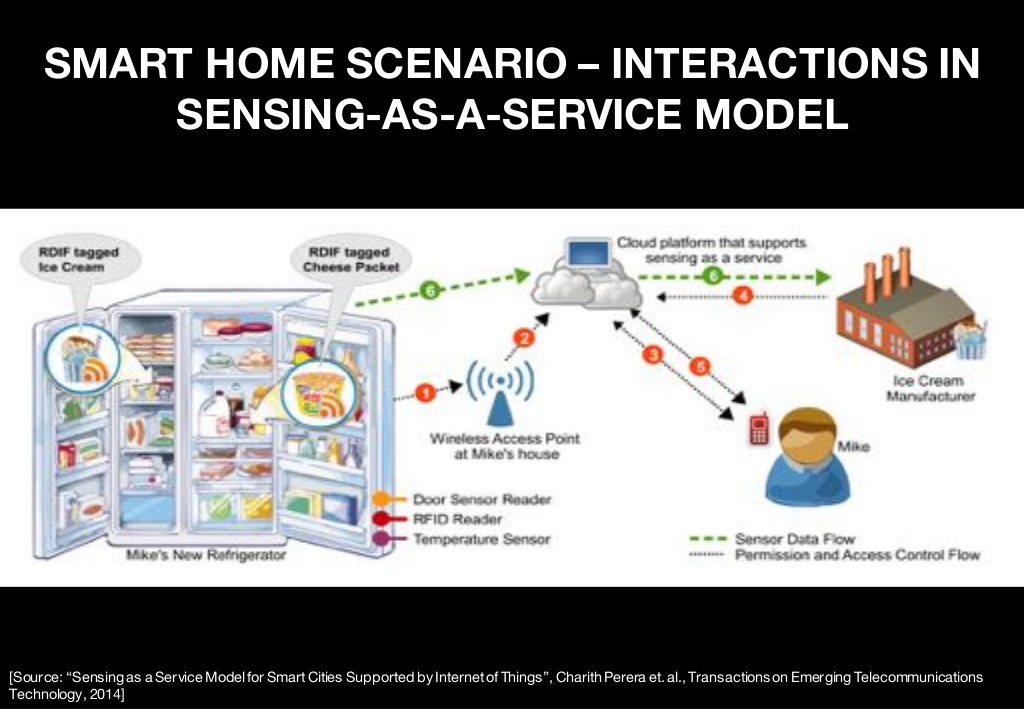 SMART HOME SCENARIO – INTERACTIONS IN
SENSING-AS-A-SERVICE MODEL
RDIF tagged
Ice Cream
RDIF tagged
Cheese Packet
6
Cloud platform that supports
sensing as a service
6
4
2
3
5
1
Ice Cream
Manufacturer
Wireless Access Point
at Mike's house
Mike
Door Sensor Reader
RFID Reader
Temperature Sensor
Mike's New Refrigerator
Sensor Data Flow
Permission and Access Control Flow
[Source: “Sensing as a Service Model for Smart Cities Supported by Internet of Things”, Charith Perera et. al., Transactions on Emerging Telecommunications
Technology, 2014]